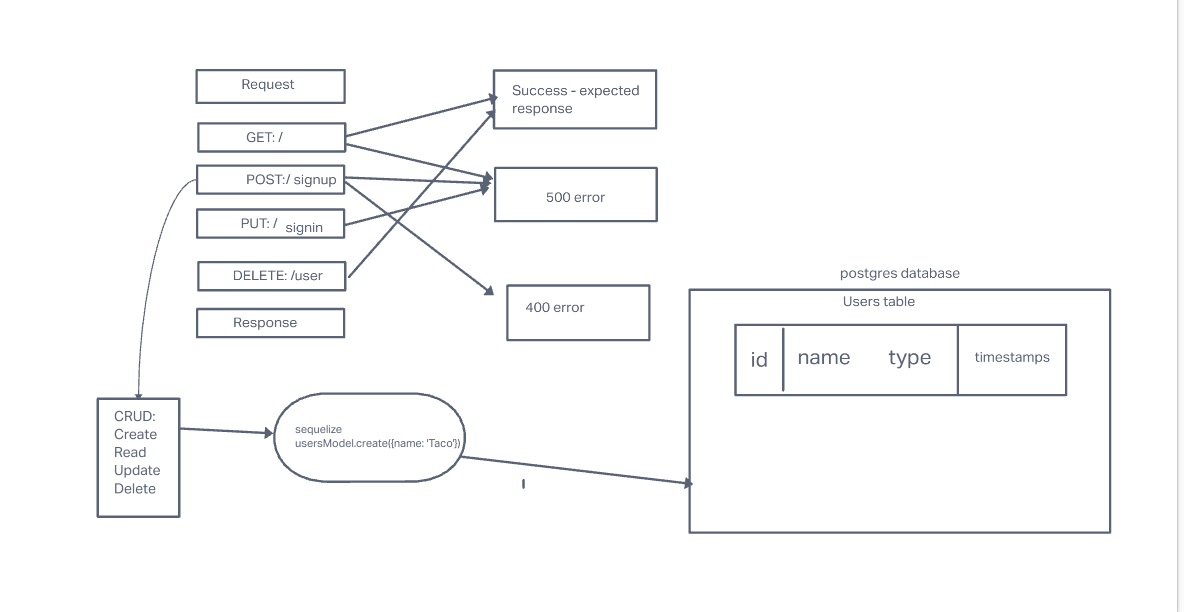 Request
GET: /
POST:/ signup
PUT: / signin
DELETE: /user
Response
Success - expected
response
500 error
400 error
CRUD:
Create
Read
Update
Delete
sequelize
usersModel.create({name: 'Taco'})
postgres database
Users table
id
name
type
timestamps